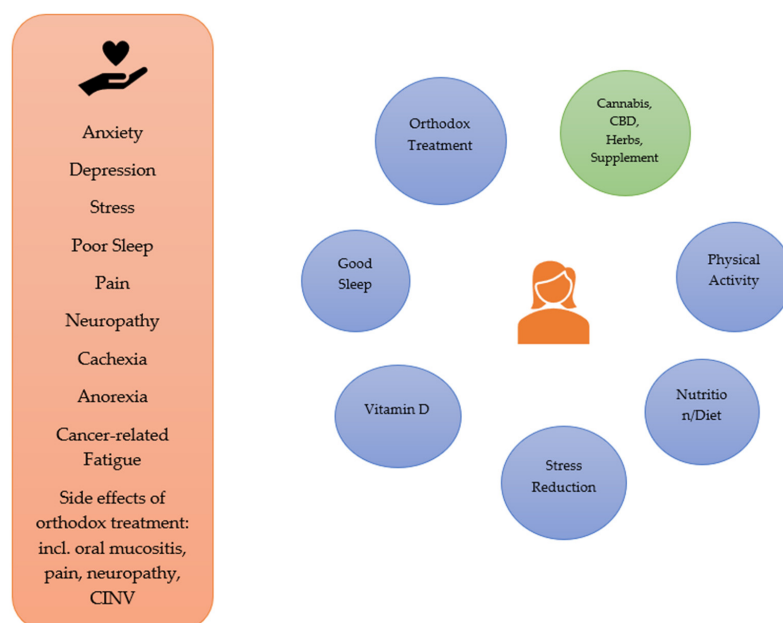 Anxiety
Depression
Stress
Poor Sleep
Pain
Neuropathy
Cachexia
Anorexia
Cancer-related
Fatigue
Side effects of
orthodox treatment:
incl. oral mucositis,
pain, neuropathy,
CINV
Orthodox
Treatment
Cannabis,
CBD,
Herbs,
Supplement
Good
Sleep
Physical
Activity
Vitamin D
Nutritio
n/Diet
Stress
Reduction